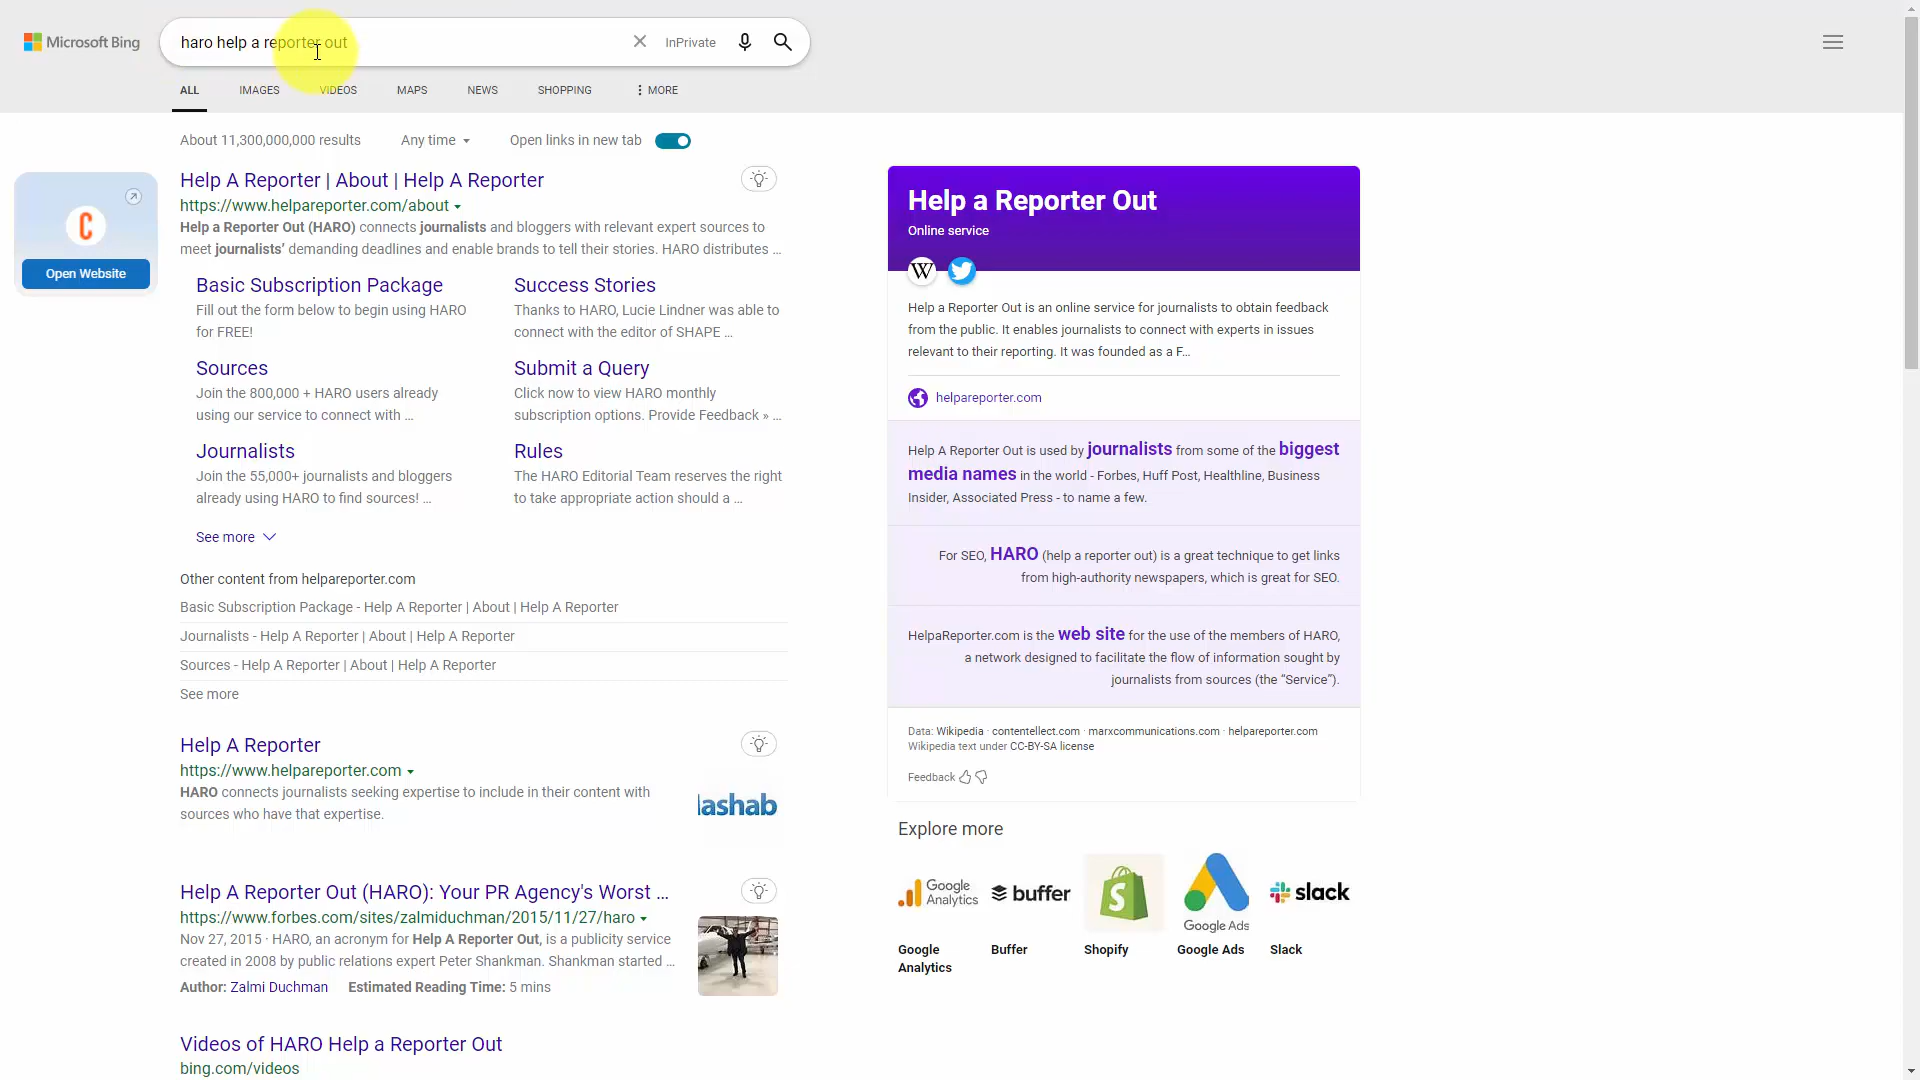 Microsoft Bing
haro help a reporter out
InPrivate
ALL
IMAGES
VIDEOS
MAPS
NEWS
SHOPPING
MORE
About 11,300,000,000 results
Any time
Open links in new tab
C
Open Website
Help A Reporter | About | Help A Reporter
https://www.helpareporter.com/about
Help a Reporter Out (HARO) connects journalists and bloggers with relevant expert sources to
meet journalists' demanding deadlines and enable brands to tell their stories. HARO distributes ...
Basic Subscription Package
Fill out the form below to begin using HARO
for FREE!
Success Stories
Thanks to HARO, Lucie Lindner was able to
connect with the editor of SHAPE ...
Sources
Join the 800,000 + HARO users already
using our service to connect with ...
Submit a Query
Click now to view HARO monthly
subscription options. Provide Feedback » ...
Journalists
Join the 55,000+ journalists and bloggers
already using HARO to find sources! ...
Rules
The HARO Editorial Team reserves the right
to take appropriate action should a ...
See more
Other content from helpareporter.com
Basic Subscription Package - Help A Reporter | About | Help A Reporter
Journalists - Help A Reporter | About | Help A Reporter
Sources - Help A Reporter | About | Help A Reporter
See more
Help A Reporter
https://www.helpareporter.com
HARO connects journalists seeking expertise to include in their content with
sources who have that expertise.
lashab
Help A Reporter Out (HARO): Your PR Agency's Worst ...
https://www.forbes.com/sites/zalmiduchman/2015/11/27/haro
Nov 27, 2015 · HARO, an acronym for Help A Reporter Out, is a publicity service
created in 2008 by public relations expert Peter Shankman. Shankman started ...
Author: Zalmi Duchman
Estimated Reading Time: 5 mins
Videos of HARO Help a Reporter Out
bing.com/videos
Help a Reporter Out
Online service
W
Help a Reporter Out is an online service for journalists to obtain feedback
from the public. It enables journalists to connect with experts in issues
relevant to their reporting. It was founded as a F...
helpareporter.com
Help A Reporter Out is used by journalists from some of the biggest
media names in the world - Forbes, Huff Post, Healthline, Business
Insider, Associated Press - to name a few.
For SEO, HARO (help a reporter out) is a great technique to get links
from high-authority newspapers, which is great for SEO.
HelpaReporter.com is the web site for the use of the members of HARO,
a network designed to facilitate the flow of information sought by
journalists from sources (the “Service”).
Data: Wikipedia · contentellect.com · marxcommunications.com · helpareporter.com
Wikipedia text under CC-BY-SA license
Feedback
Explore more
Google
Analytics
buffer
S
Google Ads
slack
Google
Analytics
Buffer
Shopify
Google Ads
Slack